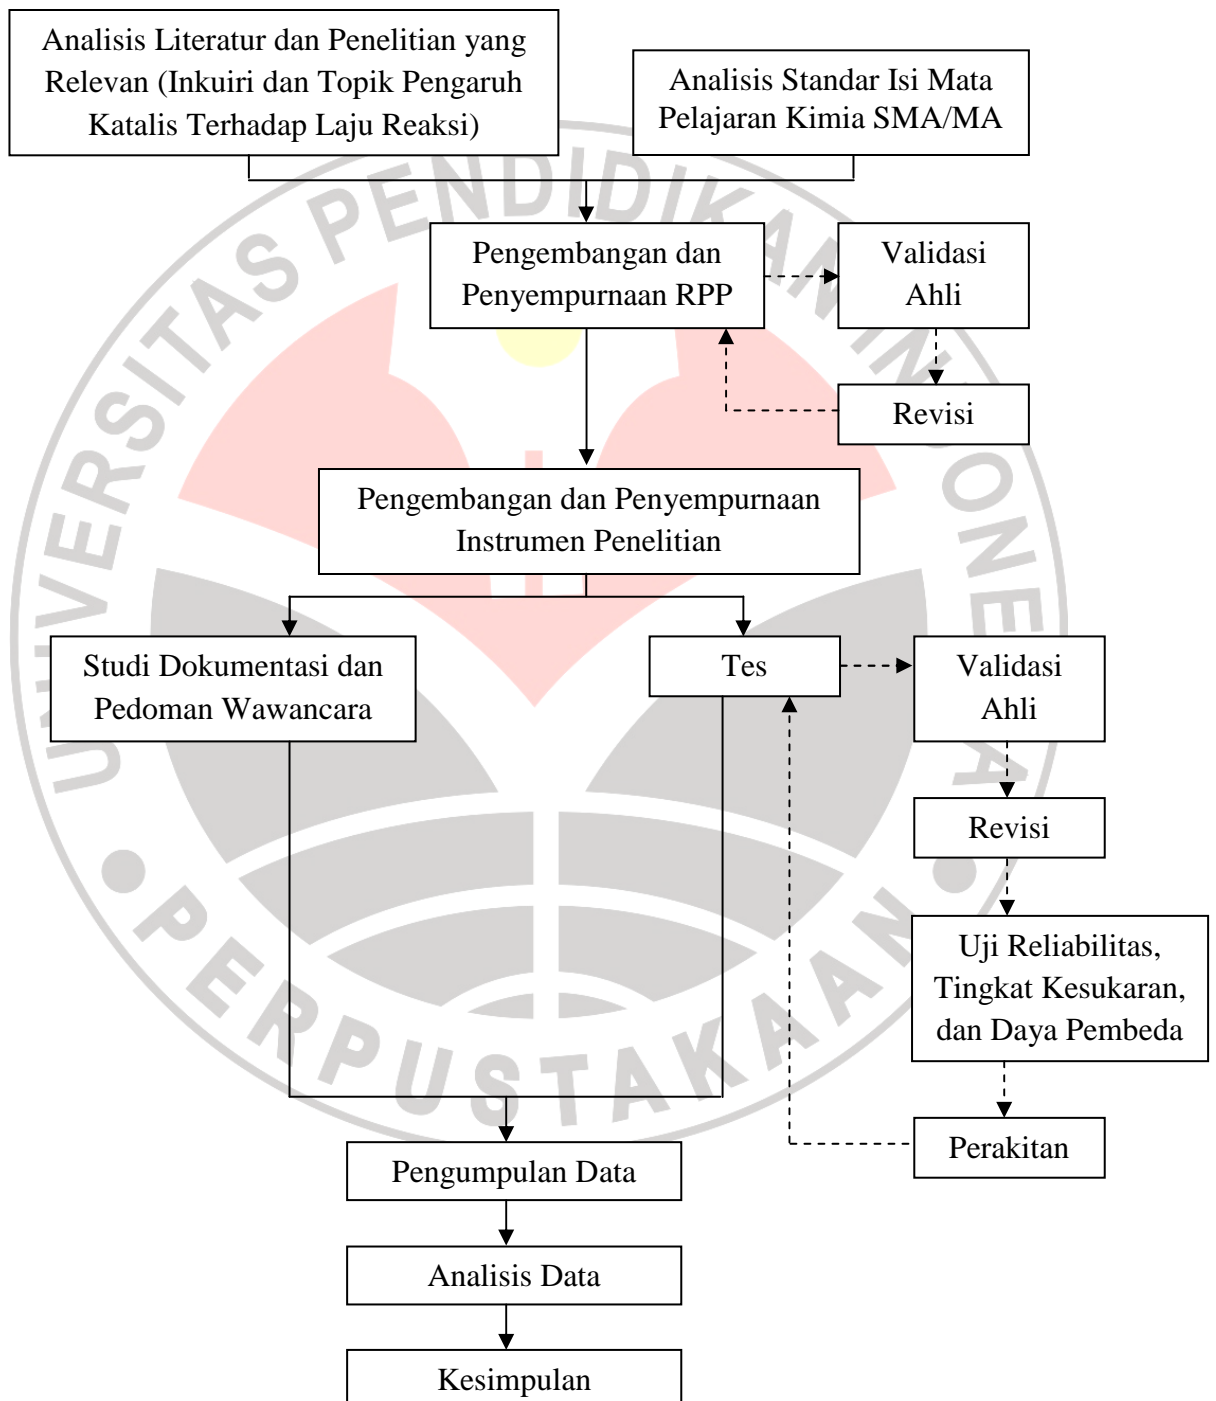 Analisis Literatur dan Penelitian yang
Relevan (Inkuiri dan Topik Pengaruh
Katalis Terhadap Laju Reaksi)
Analisis Standar Isi Mata
Pelajaran Kimia SMA/MA
Pengembangan dan
Penyempurnaan RPP
Validasi
Ahli
Revisi
Pengembangan dan Penyempurnaan
Instrumen Penelitian
Studi Dokumentasi dan
Pedoman Wawancara
Tes
Validasi
Ahli
Revisi
Uji Reliabilitas,
Tingkat Kesukaran,
dan Daya Pembeda
Perakitan
Pengumpulan Data
Analisis Data
Kesimpulan
UNIVERSITAS PENDIDIKAN INDONESIA
PERPUSTAKAAN